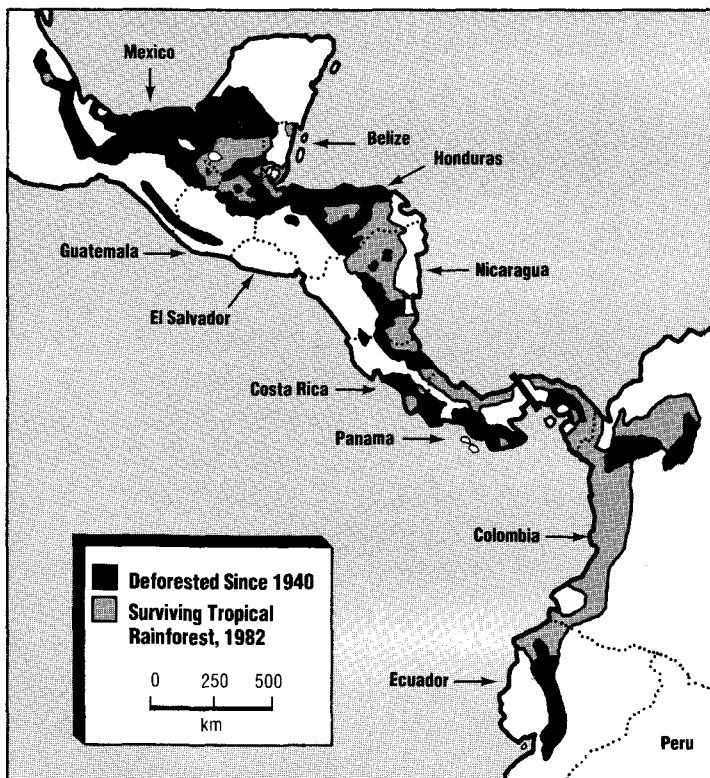 Mexico
Belize
Honduras
Guatemala
Nicaragua
El Salvador
Costa Rica
Panama
Colombia
Deforested Since 1940
Surviving Tropical
Rainforest, 1982
0 250 500
km
Ecuador
Peru